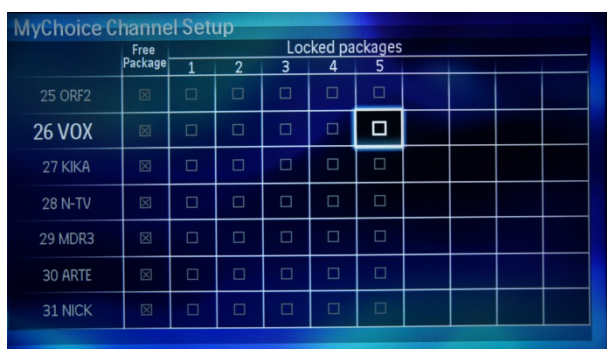 MyChoice Channel Setup
Free Package Locked packages
1 2 3 4 5
25 ORF2
26 VOX
27 KIKA
28 N-TV
29 MDR3
30 ARTE
31 NICK